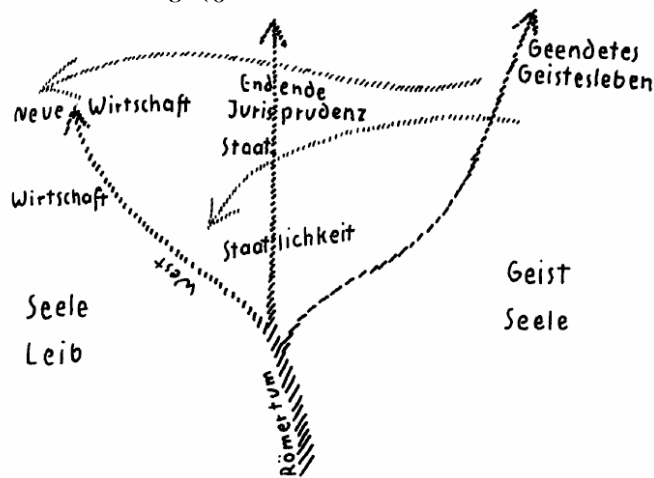 Geendetes
Geistesleben
Endende
Jurisprudenz
Neue Wirtschaft
Staat
Wirtschaft
Staatlichkeit
West
Geist
Seele
Seele
Leib
Römertum